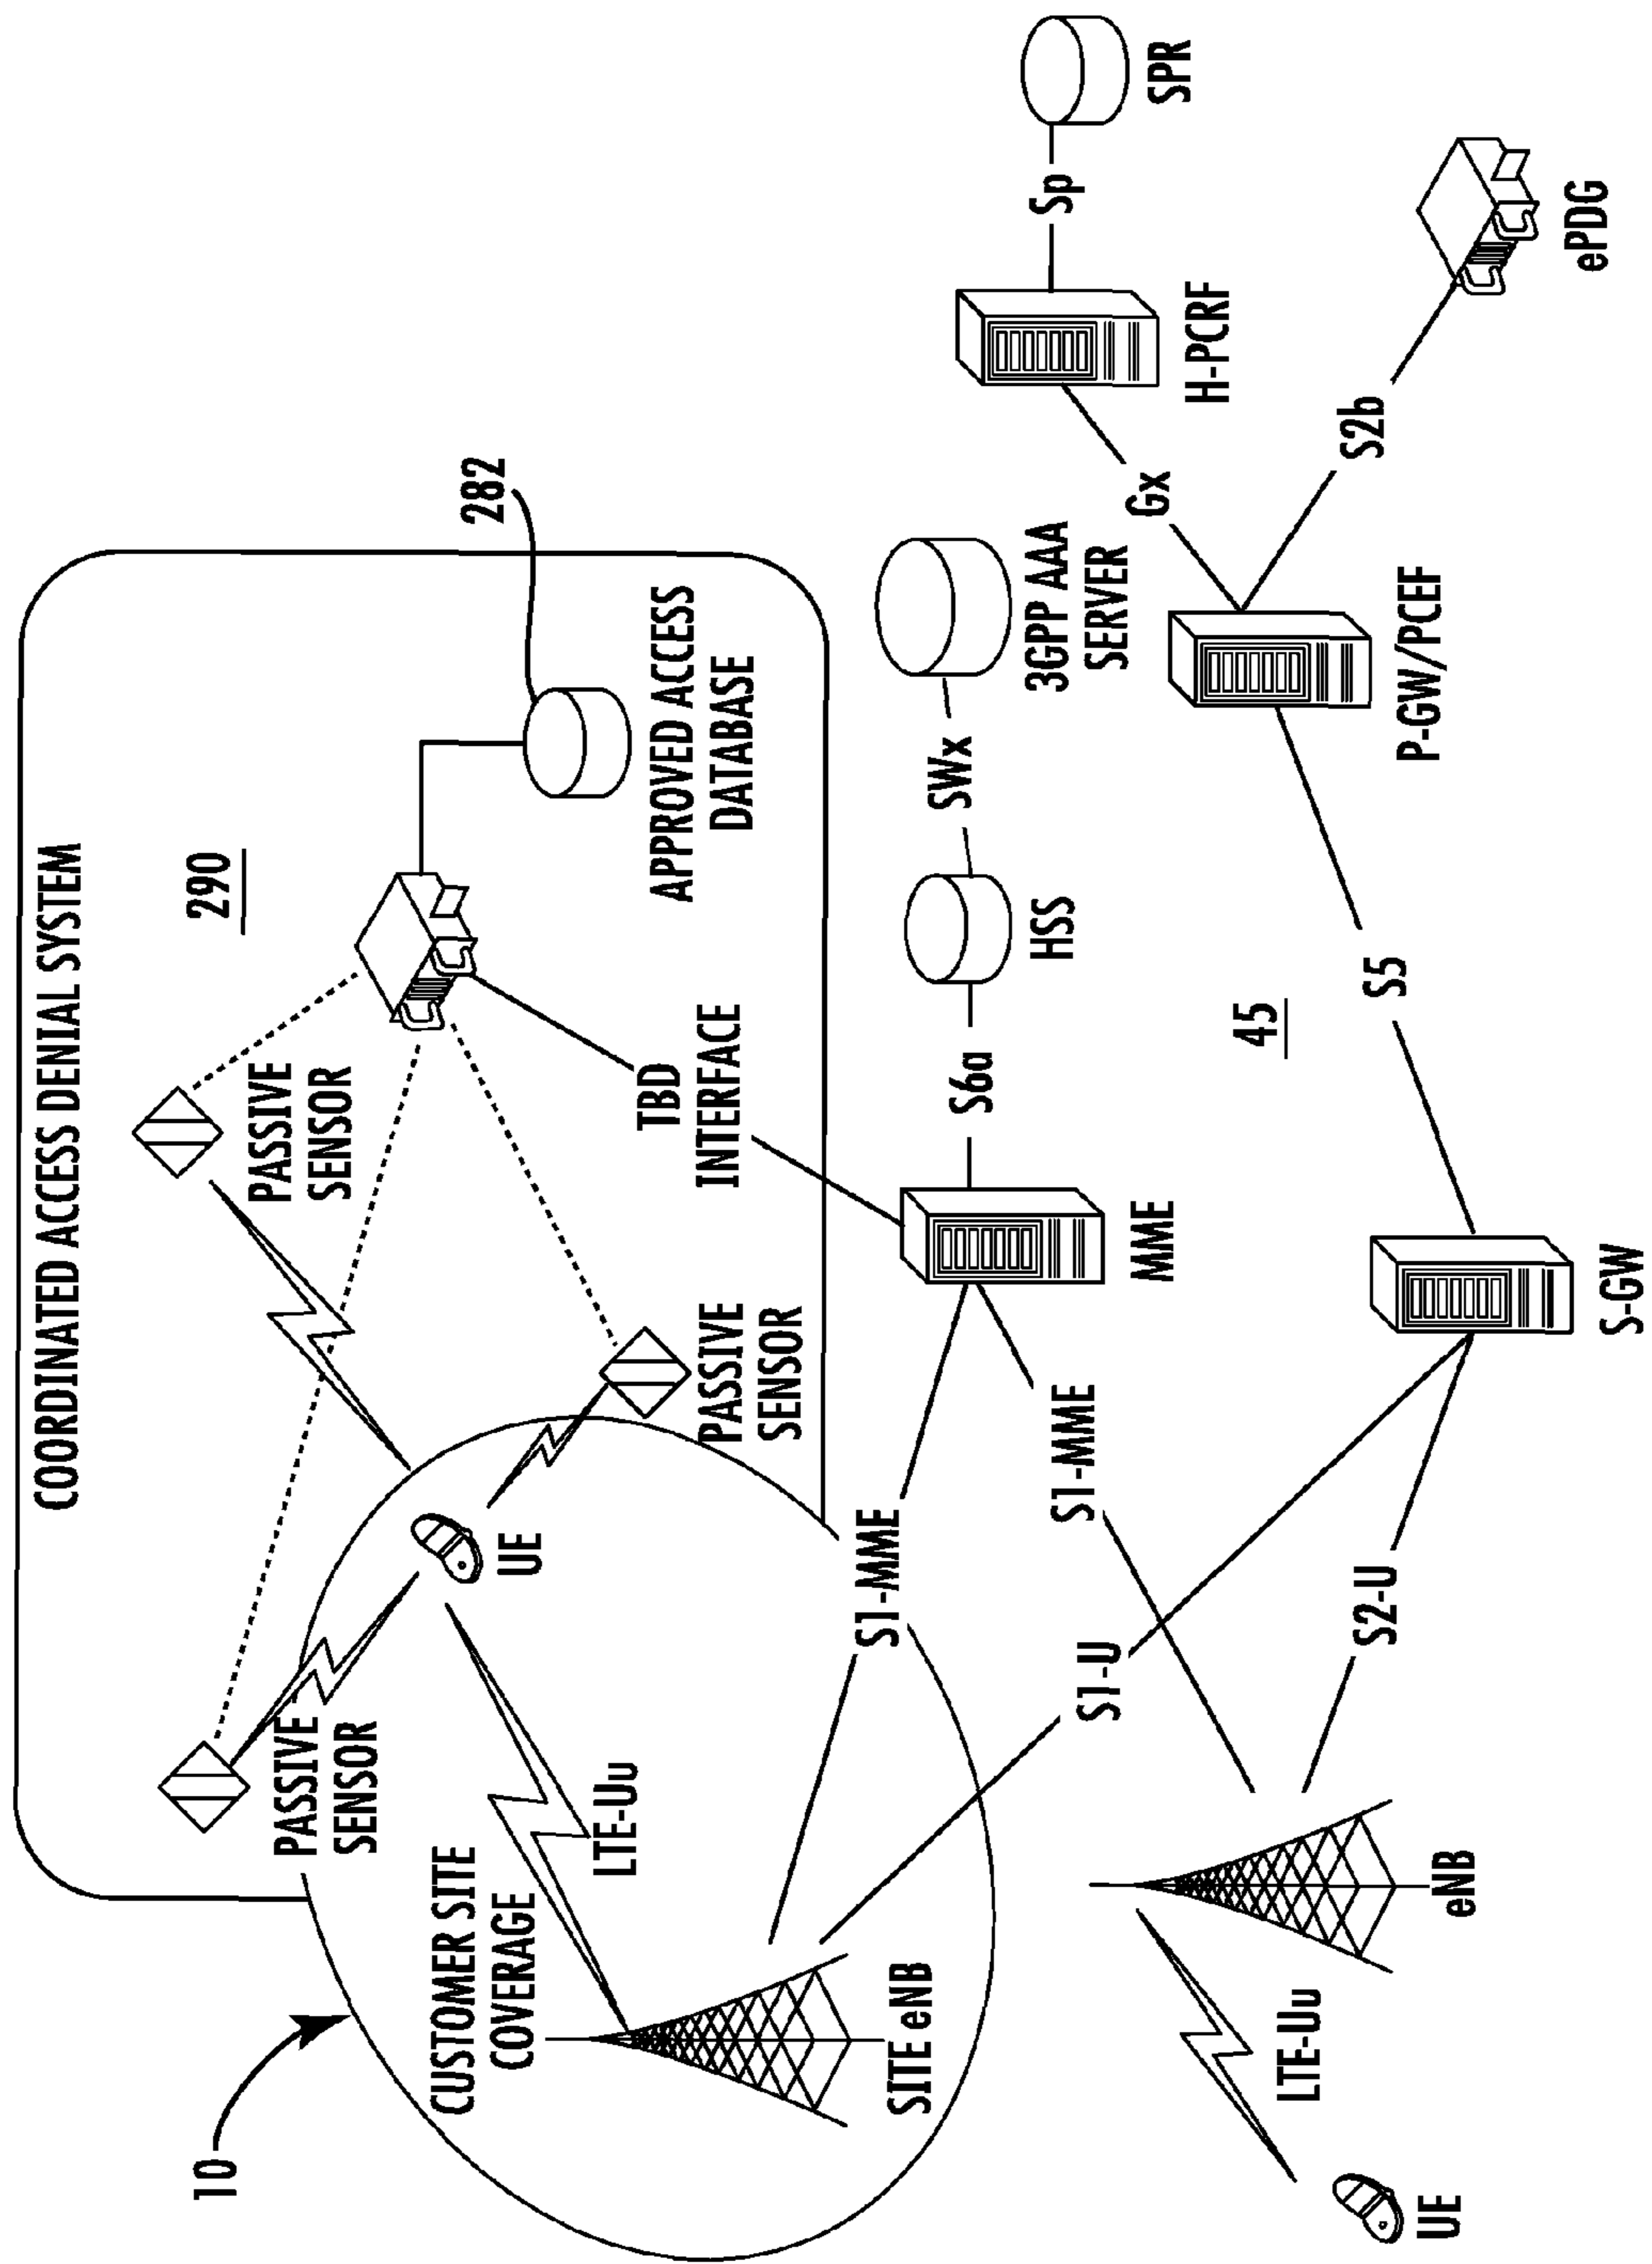 COORDINATED ACCESS DENIAL SYSTEM
290
282
10
PASSIVE
SENSOR
PASSIVE
SENSOR
PASSIVE
SENSOR
APPROVED ACCESS
DATABASE
TBD
INTERFACE
UE
CUSTOMER SITE
COVERAGE
LTE-Uu
SITE eNB
S1-MME
S1-MME
S1-U
S2-U
MME
S6a
HSS
SWx
3GPP AAA
SERVER
45
S-GW
S5
P-GW/PCEF
Gx
H-PCRF
Sp
SPR
S2b
ePDG
eNB
LTE-Uu
UE